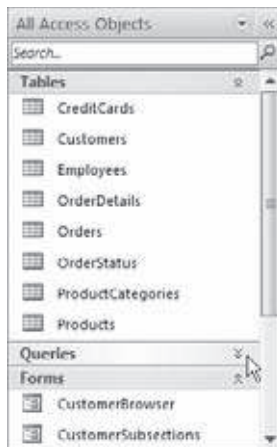 All Access Objects
Search...
Tables
CreditCards
Customers
Employees
OrderDetails
Orders
OrderStatus
ProductCategories
Products
Queries
Forms
CustomerBrowser
CustomerSubsections